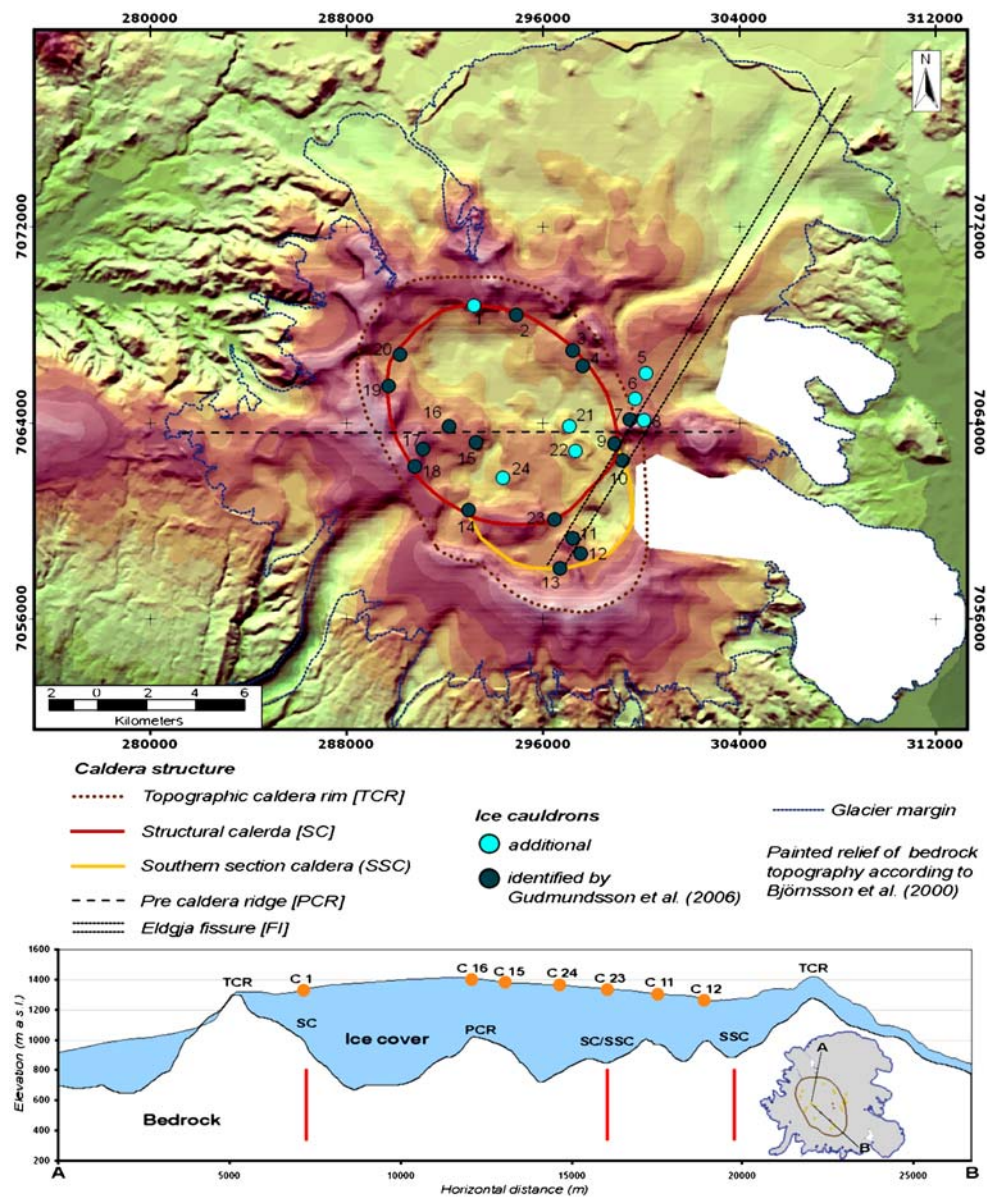 280000 288000 296000 304000 312000
N
7072000 7072000
7064000 7064000
7056000 7056000
1
2
3
4
5
6
7
8
9
10
11
12
13
14
15
16
17
18
19
20
21
22
23
24
2 0 2 4 6
Kilometers
280000 288000 296000 304000 312000
Caldera structure
Topographic caldera rim [TCR]
Structural calerda [SC]
Southern section caldera (SSC)
Pre caldera ridge [PCR]
Eldgja fissure [FI]
Ice cauldrons
additional
identified by
Gudmundsson et al. (2006)
Glacier margin
Painted relief of bedrock
topography according to
Björnsson et al. (2000)
Elevation (m a s.l.)
1600
1400
1200
1000
800
600
400
200
TCR C 1 C 16 C 15 C 24 C 23 C 11 C 12 TCR
SC Ice cover PCR SC/SSC SSC
Bedrock
A
B
A 5000 10000 15000 20000 25000 B
Horizontal distance (m)